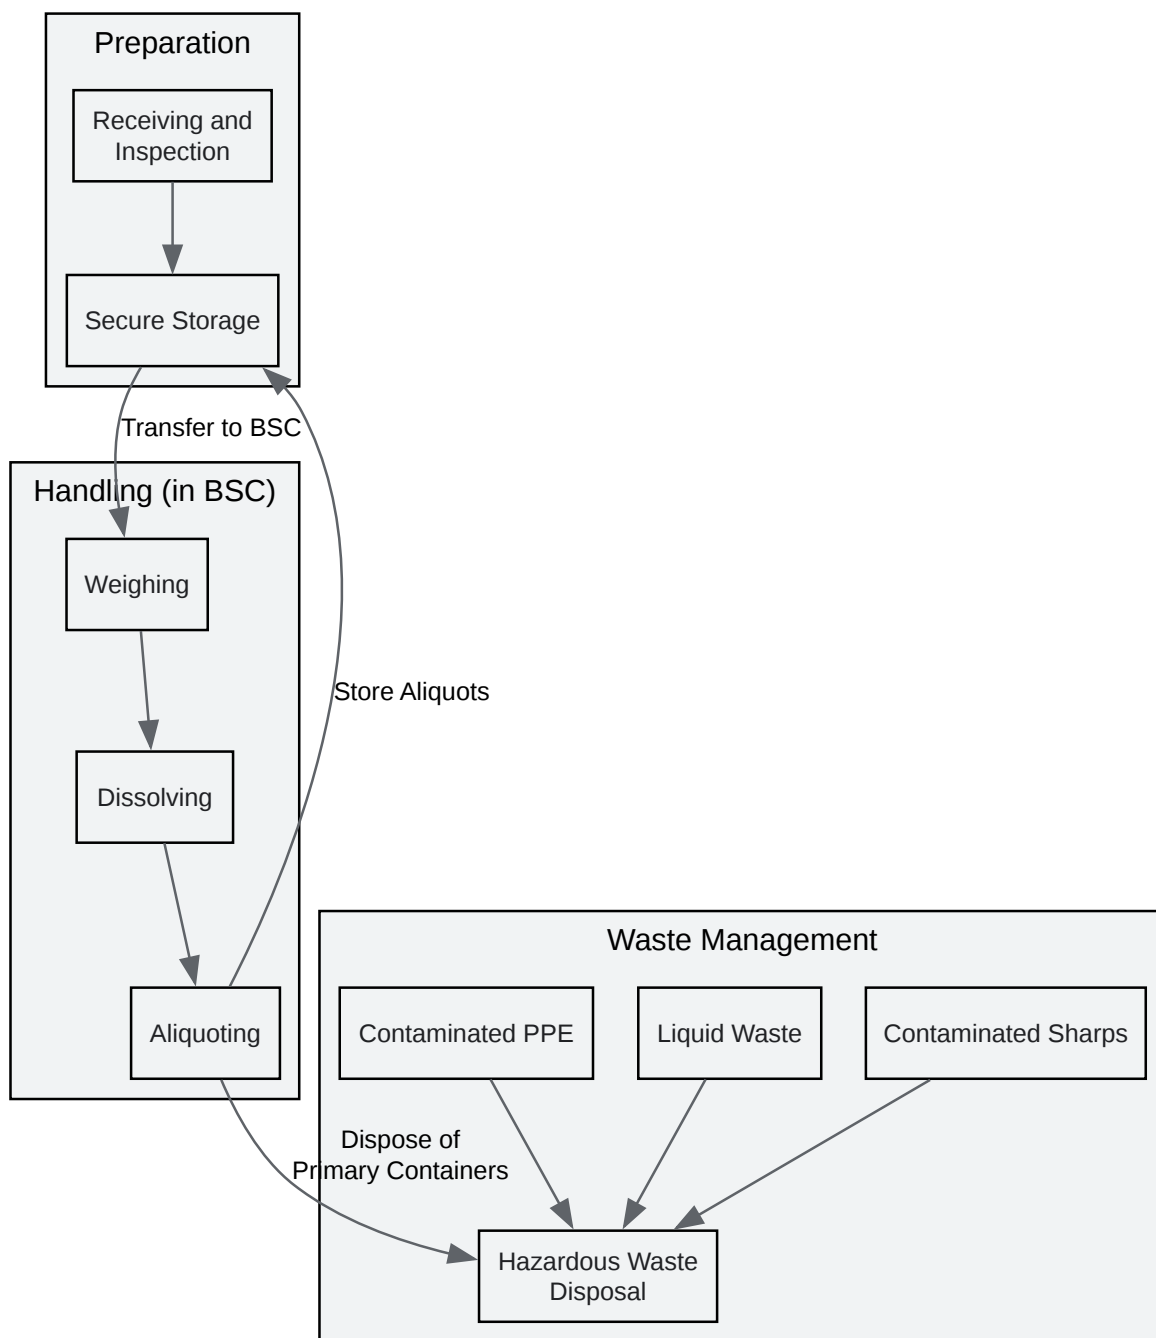 Preparation
Receiving and
Inspection
Secure Storage
Transfer to BSC
Handling (in BSC)
Weighing
Store Aliquots
Dissolving
Waste Management
Aliquoting
Contaminated PPE
Liquid Waste
Contaminated Sharps
Dispose of
Primary Containers
Hazardous Waste
Disposal